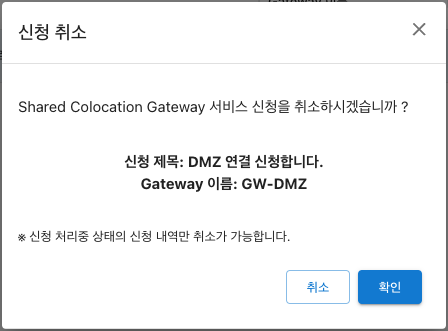 신청 취소
Shared Colocation Gateway 서비스 신청을 취소하시겠습니까 ?
신청 제목: DMZ 연결 신청합니다.
Gateway 이름: GW-DMZ
※ 신청 처리중 상태의 신청 내역만 취소가 가능합니다.
취소
확인